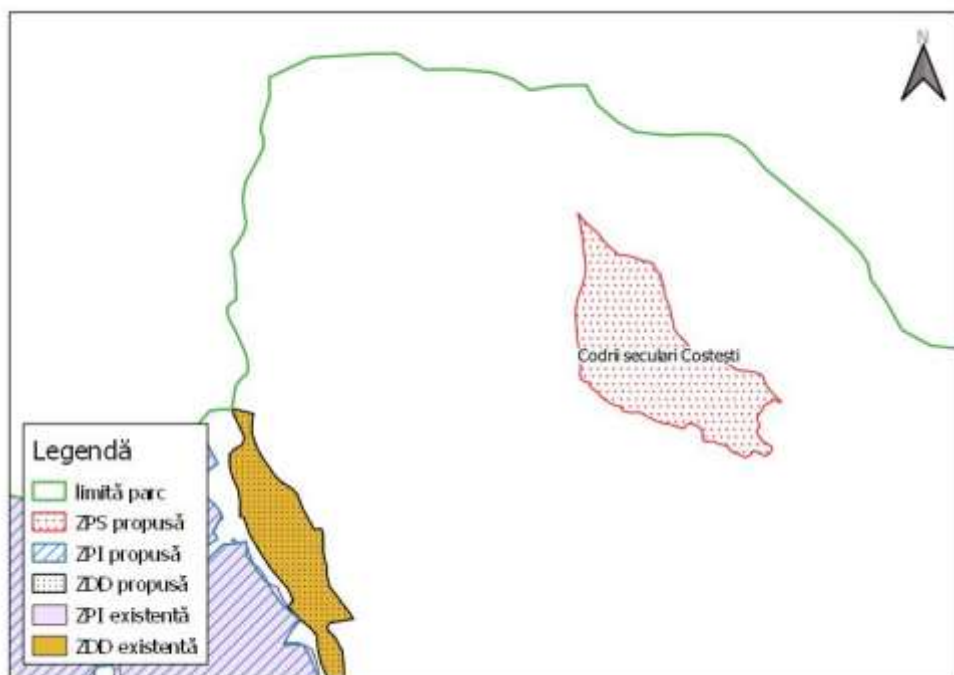 N
Codrii seculari Costești
Legendă
limită parc
ZPS propusă
ZPI propusă
ZDD propusă
ZPI existentă
ZDD existentă